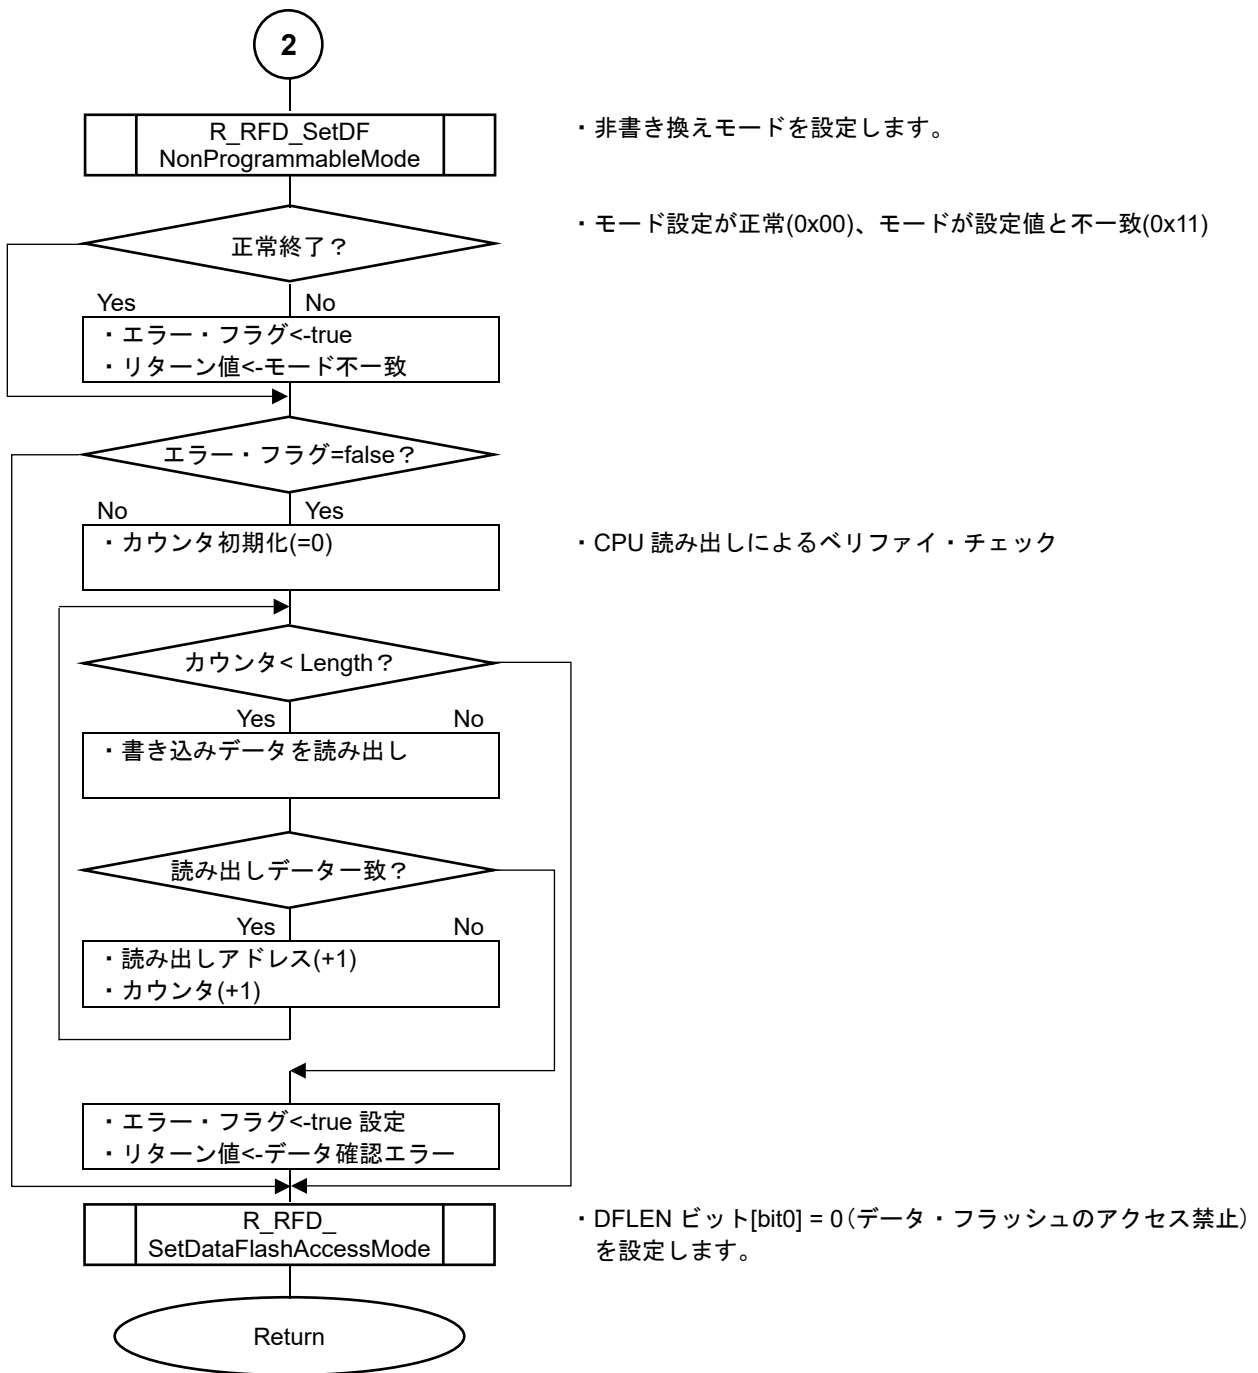 2
R_RFD_SetDF
NonProgrammableMode
・非書き換えモードを設定します。
・モード設定が正常(0x00)、モードが設定値と不一致(0x11)
正常終了？
Yes No
・エラー・フラグ<-true
・リターン値<-モード不一致
エラー・フラグ=false？
No Yes
・カウンタ初期化(=0)
・CPU 読み出しによるベリファイ・チェック
カウンタ< Length？
Yes No
・書き込みデータを読み出し
読み出しデータ一致？
Yes No
・読み出しアドレス(+1)
・カウンタ(+1)
・エラー・フラグ<-true 設定
・リターン値<-データ確認エラー
R_RFD_
SetDataFlashAccessMode
・DFLEN ビット[bit0] = 0（データ・フラッシュのアクセス禁止）
を設定します。
Return